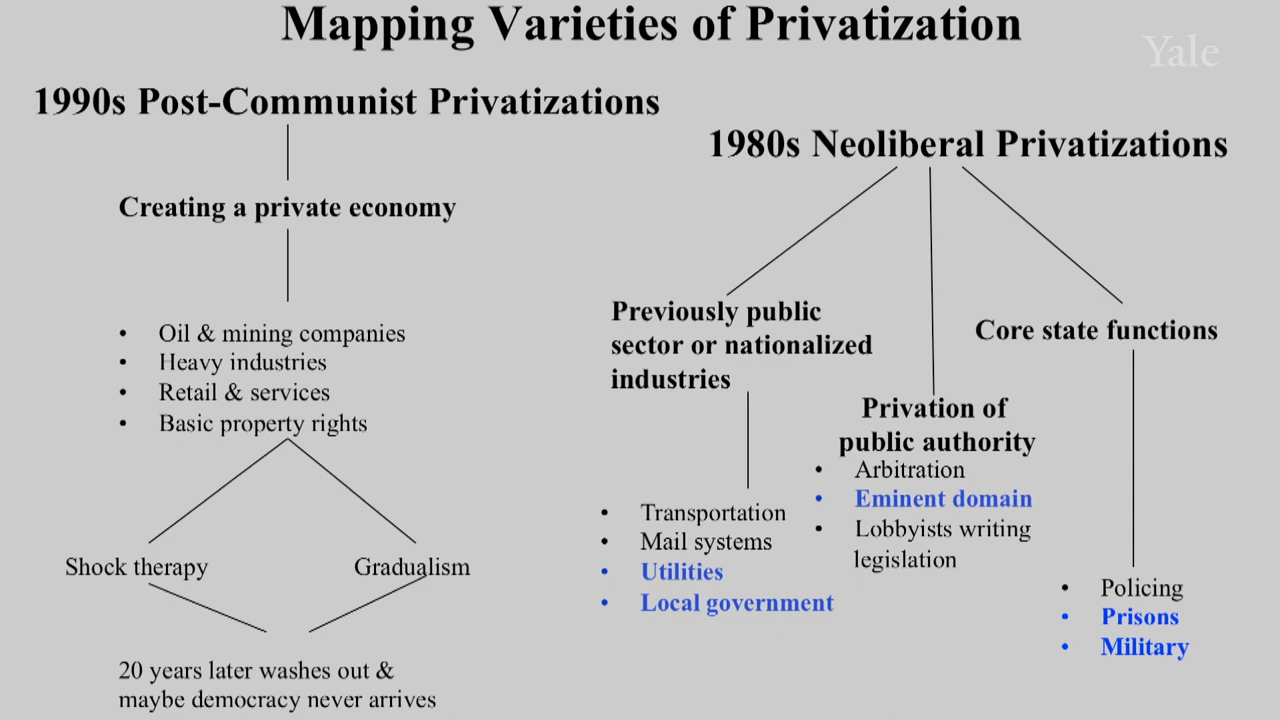 Mapping Varieties of Privatization
Yale
1990s Post-Communist Privatizations
Creating a private economy
• Oil & mining companies
• Heavy industries
• Retail & services
• Basic property rights
Shock therapy
Gradualism
20 years later washes out &
maybe democracy never arrives
1980s Neoliberal Privatizations
Previously public
sector or nationalized
industries
• Transportation
• Mail systems
• Utilities
• Local government
Privation of
public authority
• Arbitration
• Eminent domain
• Lobbyists writing
legislation
Core state functions
• Policing
• Prisons
• Military